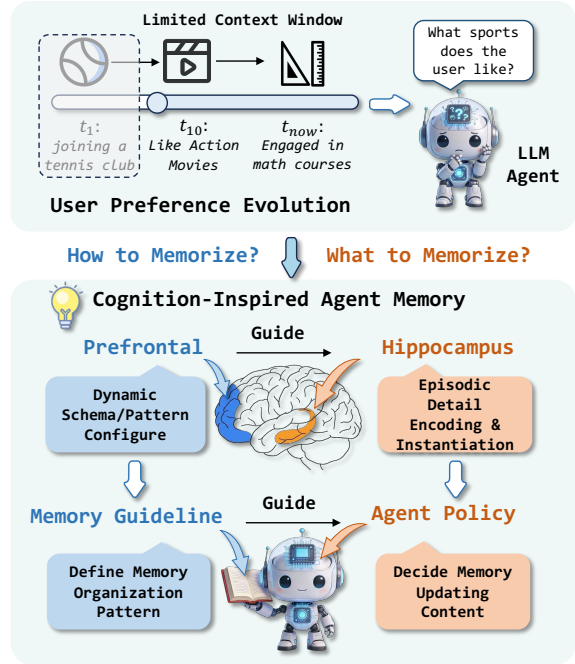 Limited Context Window
What sports
does the
user like?
t1:
joining a
tennis club
t10:
Like Action
Movies
tnow:
Engaged in
math courses
LLM
Agent
User Preference Evolution
How to Memorize?
What to Memorize?
Cognition-Inspired Agent Memory
Prefrontal
Guide
Hippocampus
Dynamic
Schema/Pattern
Configure
Episodic
Detail
Encoding &
Instantiation
Memory Guideline
Guide
Agent Policy
Define Memory
Organization
Pattern
Decide Memory
Updating
Content